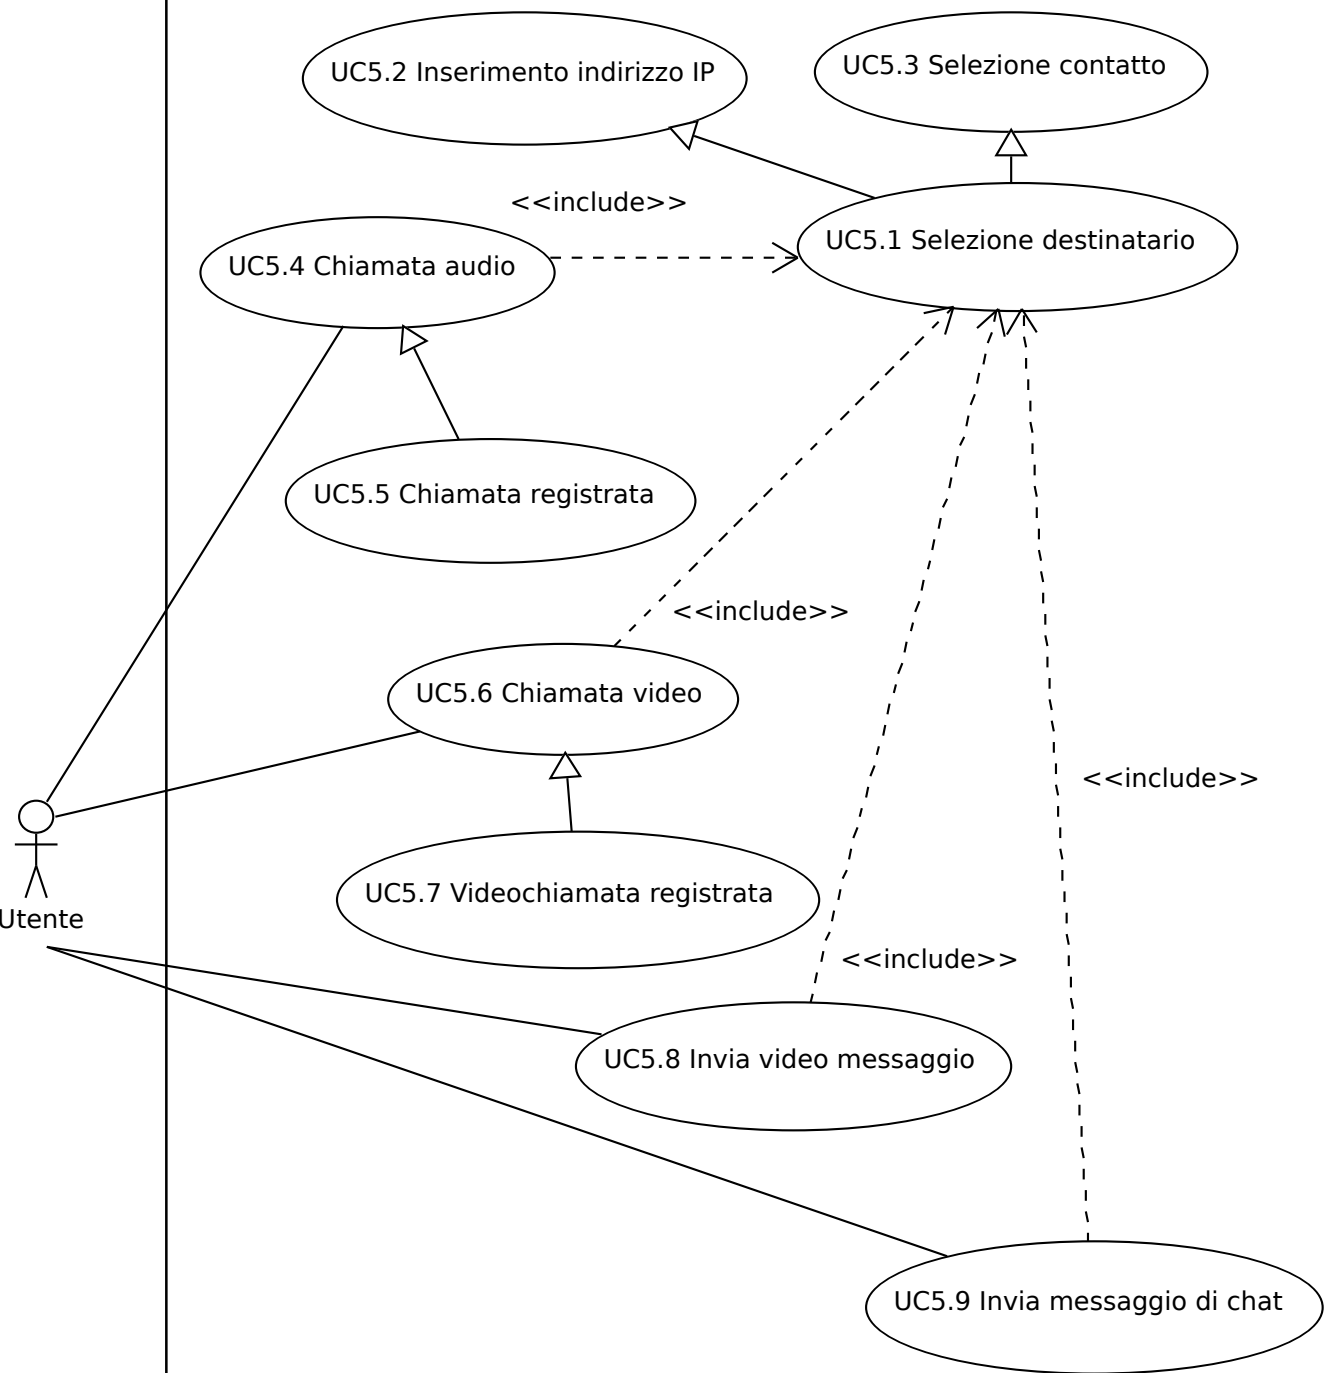 UC5.2 Inserimento indirizzo IP
UC5.3 Selezione contatto
<<include>>
UC5.4 Chiamata audio
UC5.1 Selezione destinatario
UC5.5 Chiamata registrata
<<include>>
UC5.6 Chiamata video
<<include>>
UC5.7 Videochiamata registrata
Utente
<<include>>
UC5.8 Invia video messaggio
UC5.9 Invia messaggio di chat